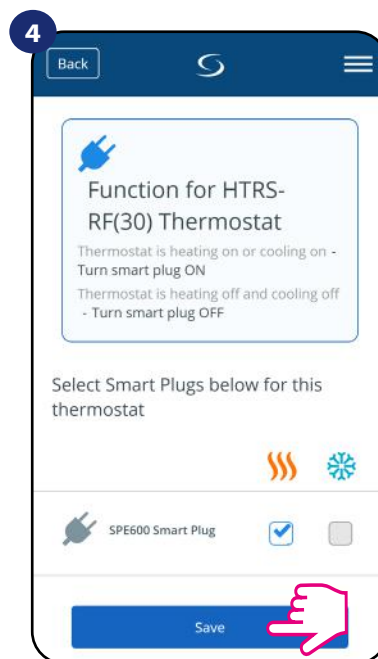 4
Back
Function for HTRS-
RF(30) Thermostat
Thermostat is heating on or cooling on -
Turn smart plug ON
Thermostat is heating off and cooling off
- Turn smart plug OFF
Select Smart Plugs below for this
thermostat
SPE600 Smart Plug
Save